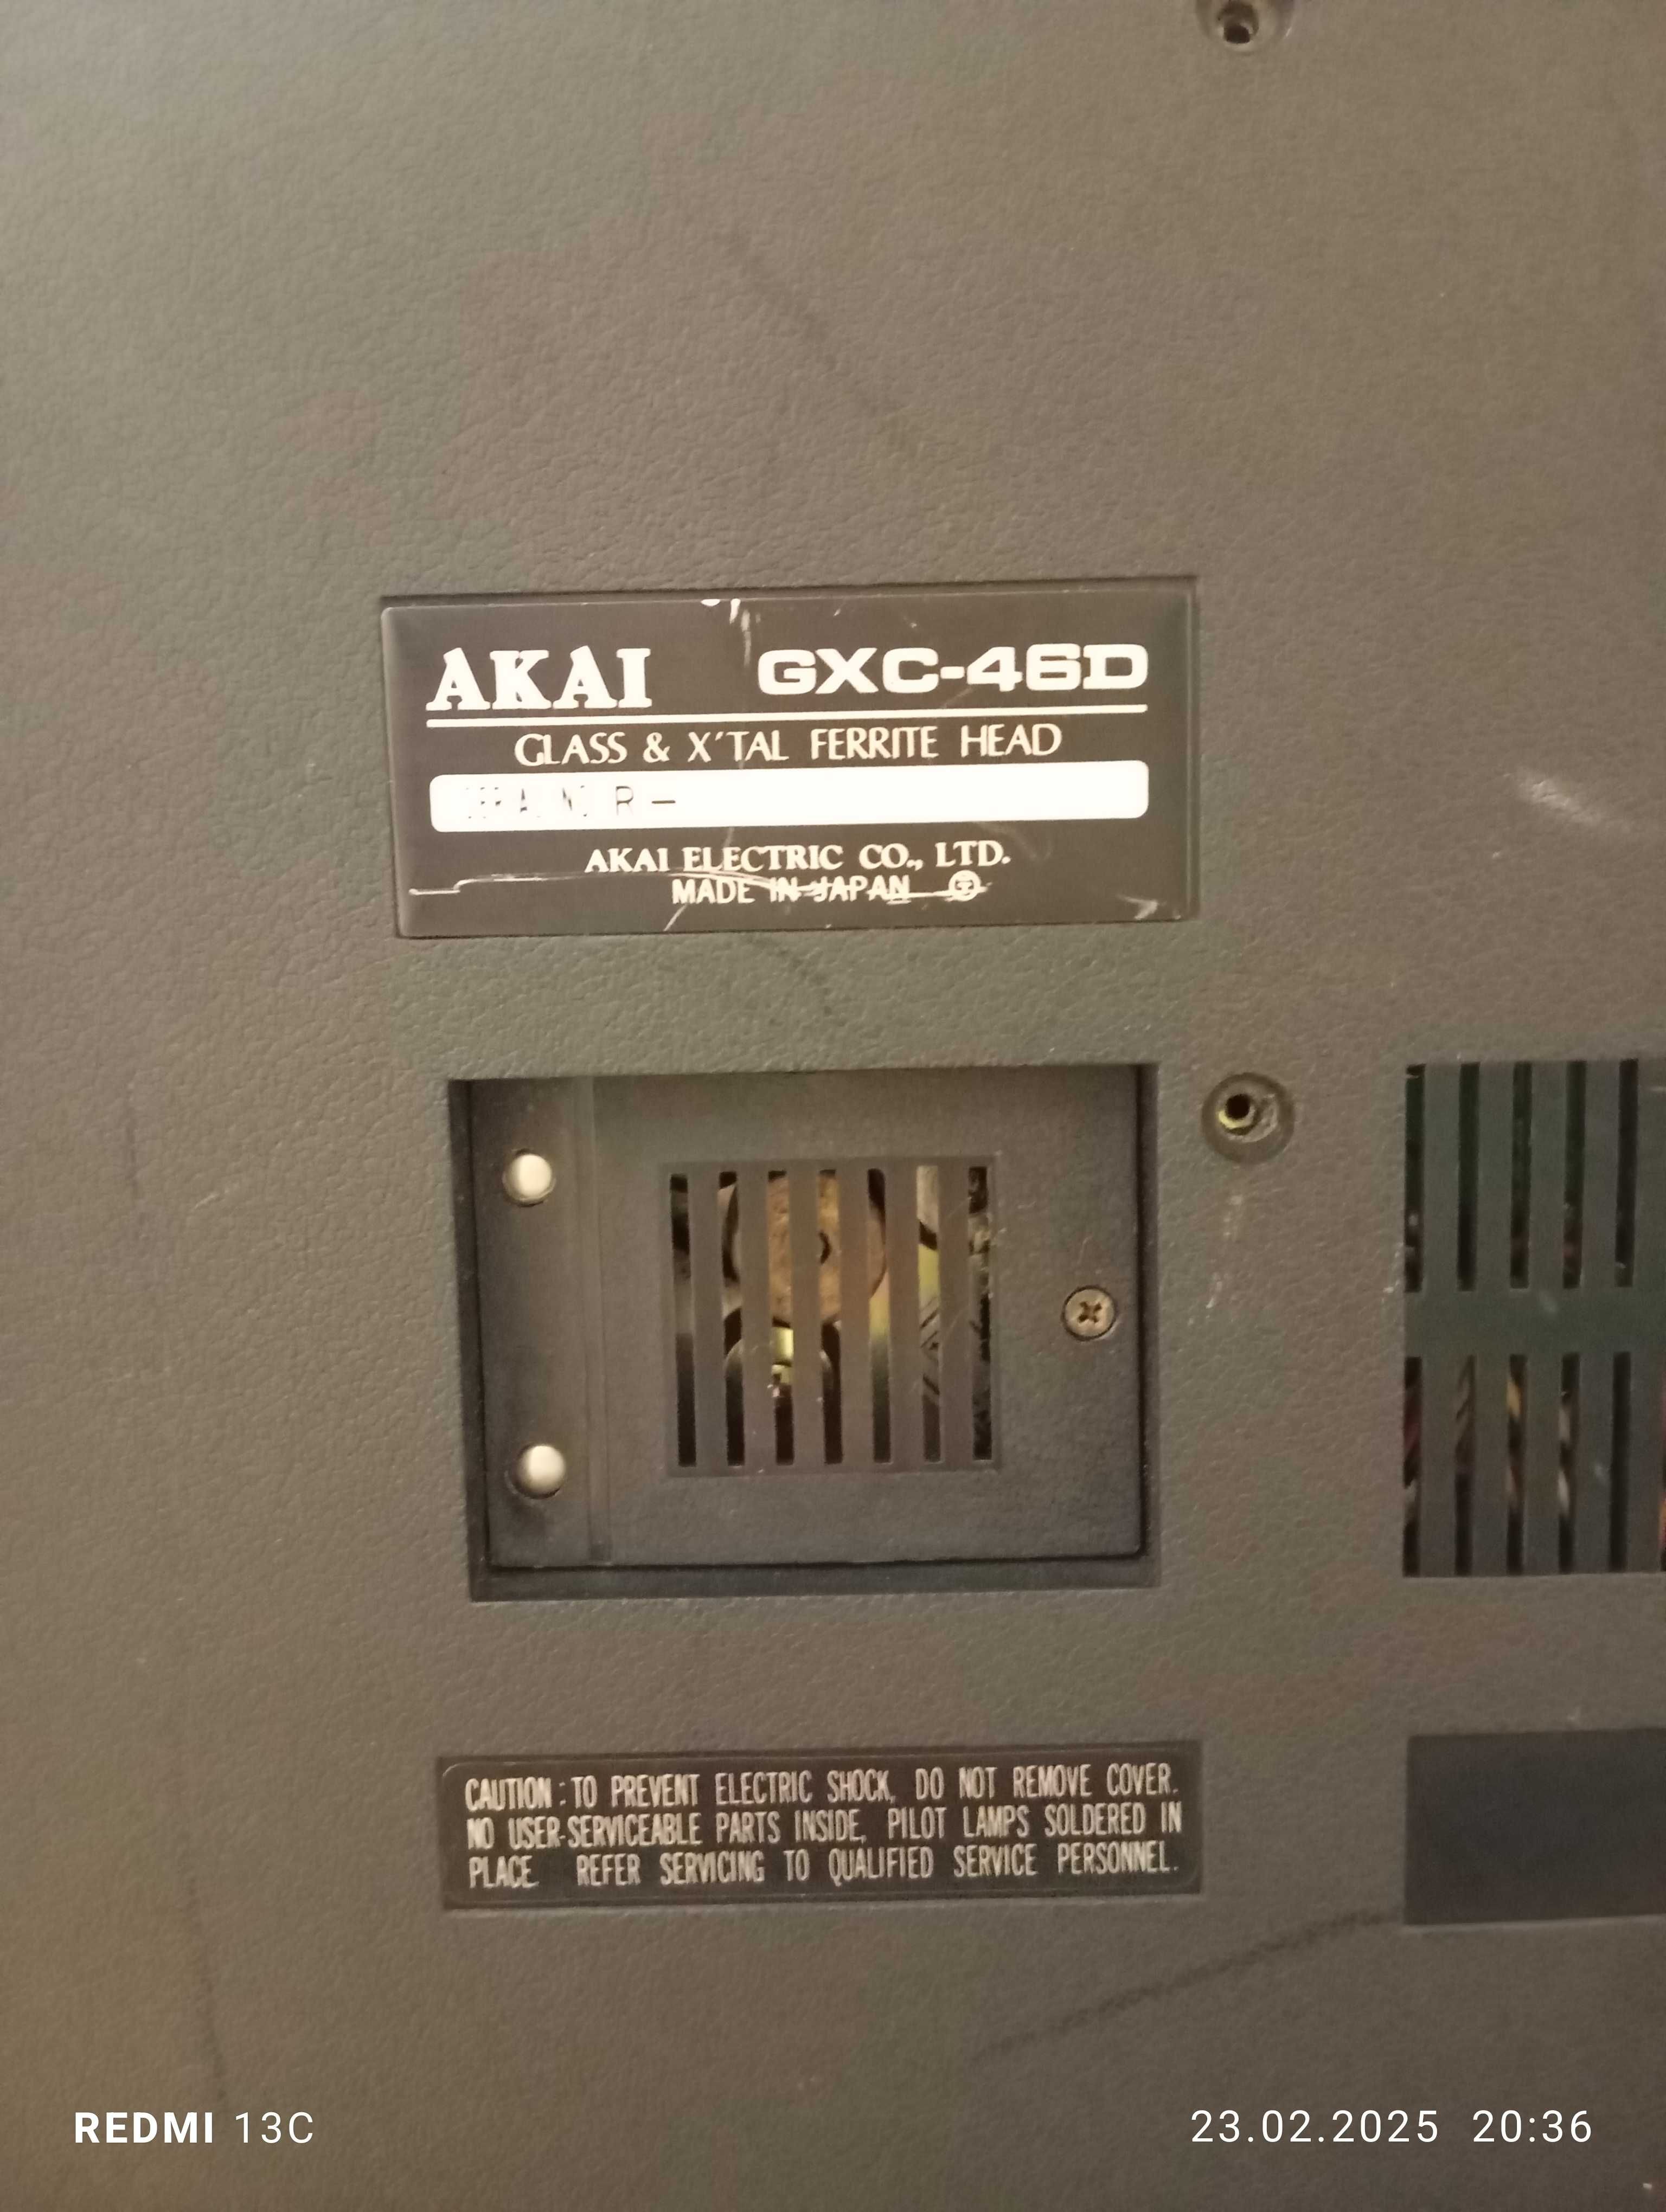 AKAI GXC-46D
GLASS & X'TAL FERRITE HEAD
R –
AKAI ELECTRIC CO., LTD.
MADE IN JAPAN
CAUTION : TO PREVENT ELECTRIC SHOCK, DO NOT REMOVE COVER.
NO USER-SERVICEABLE PARTS INSIDE, PILOT LAMPS SOLDERED IN
PLACE. REFER SERVICING TO QUALIFIED SERVICE PERSONNEL.
REDMI 13C
23.02.2025 20:36